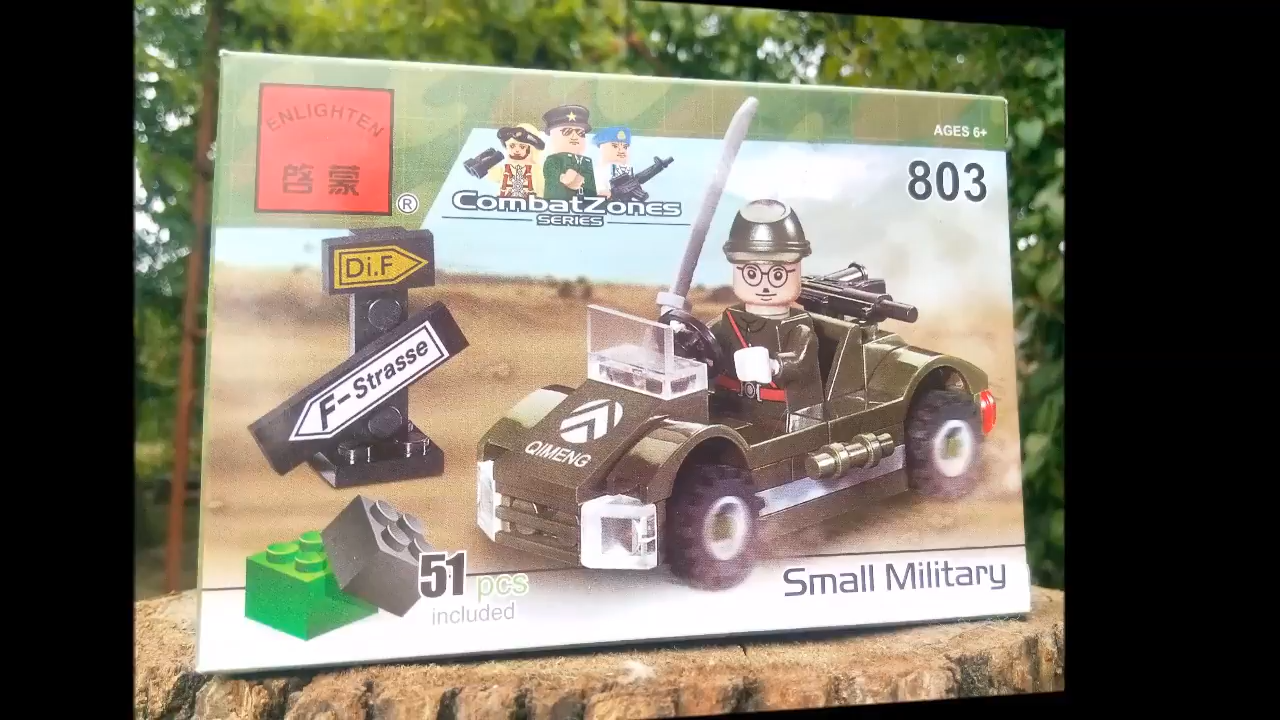 ENLIGHTEN
启蒙
®
CombatZones
SERIES
AGES 6+
803
Di.F
F-Strasse
QIMENG
51 pcs
included
Small Military